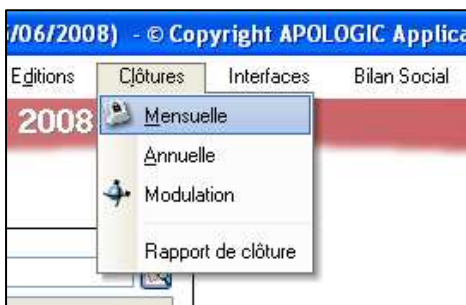 /06/2008) - © Copyright APOLOGIC Applica
Editions Clôtures Interfaces Bilan Social
2008
Mensuelle
Annuelle
Modulation
Rapport de clôture